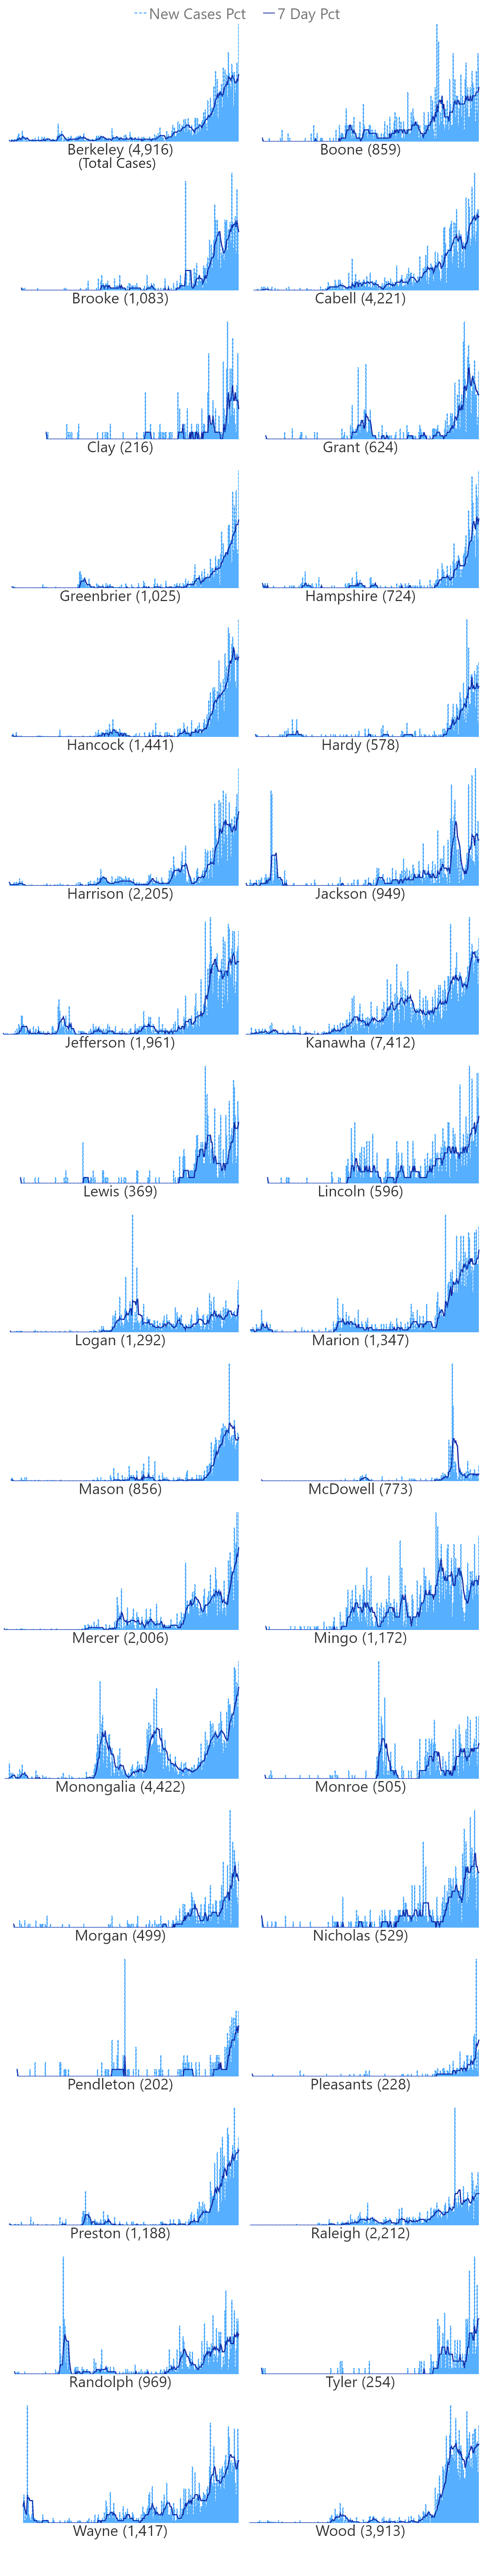 New Cases Pct 7 Day Pct
Berkeley (4,916) Boone (859)
(Total Cases)
Brooke (1,083) Cabell (4,221)
Clay (216) Grant (624)
Greenbrier (1,025) Hampshire (724)
Hancock (1,441) Hardy (578)
Harrison (2,205) Jackson (949)
Jefferson (1,961) Kanawha (7,412)
Lewis (369) Lincoln (596)
Logan (1,292) Marion (1,347)
Mason (856) McDowell (773)
Mercer (2,006) Mingo (1,172)
Monongalia (4,422) Monroe (505)
Morgan (499) Nicholas (529)
Pendleton (202) Pleasants (228)
Preston (1,188) Raleigh (2,212)
Randolph (969) Tyler (254)
Wayne (1,417) Wood (3,913)